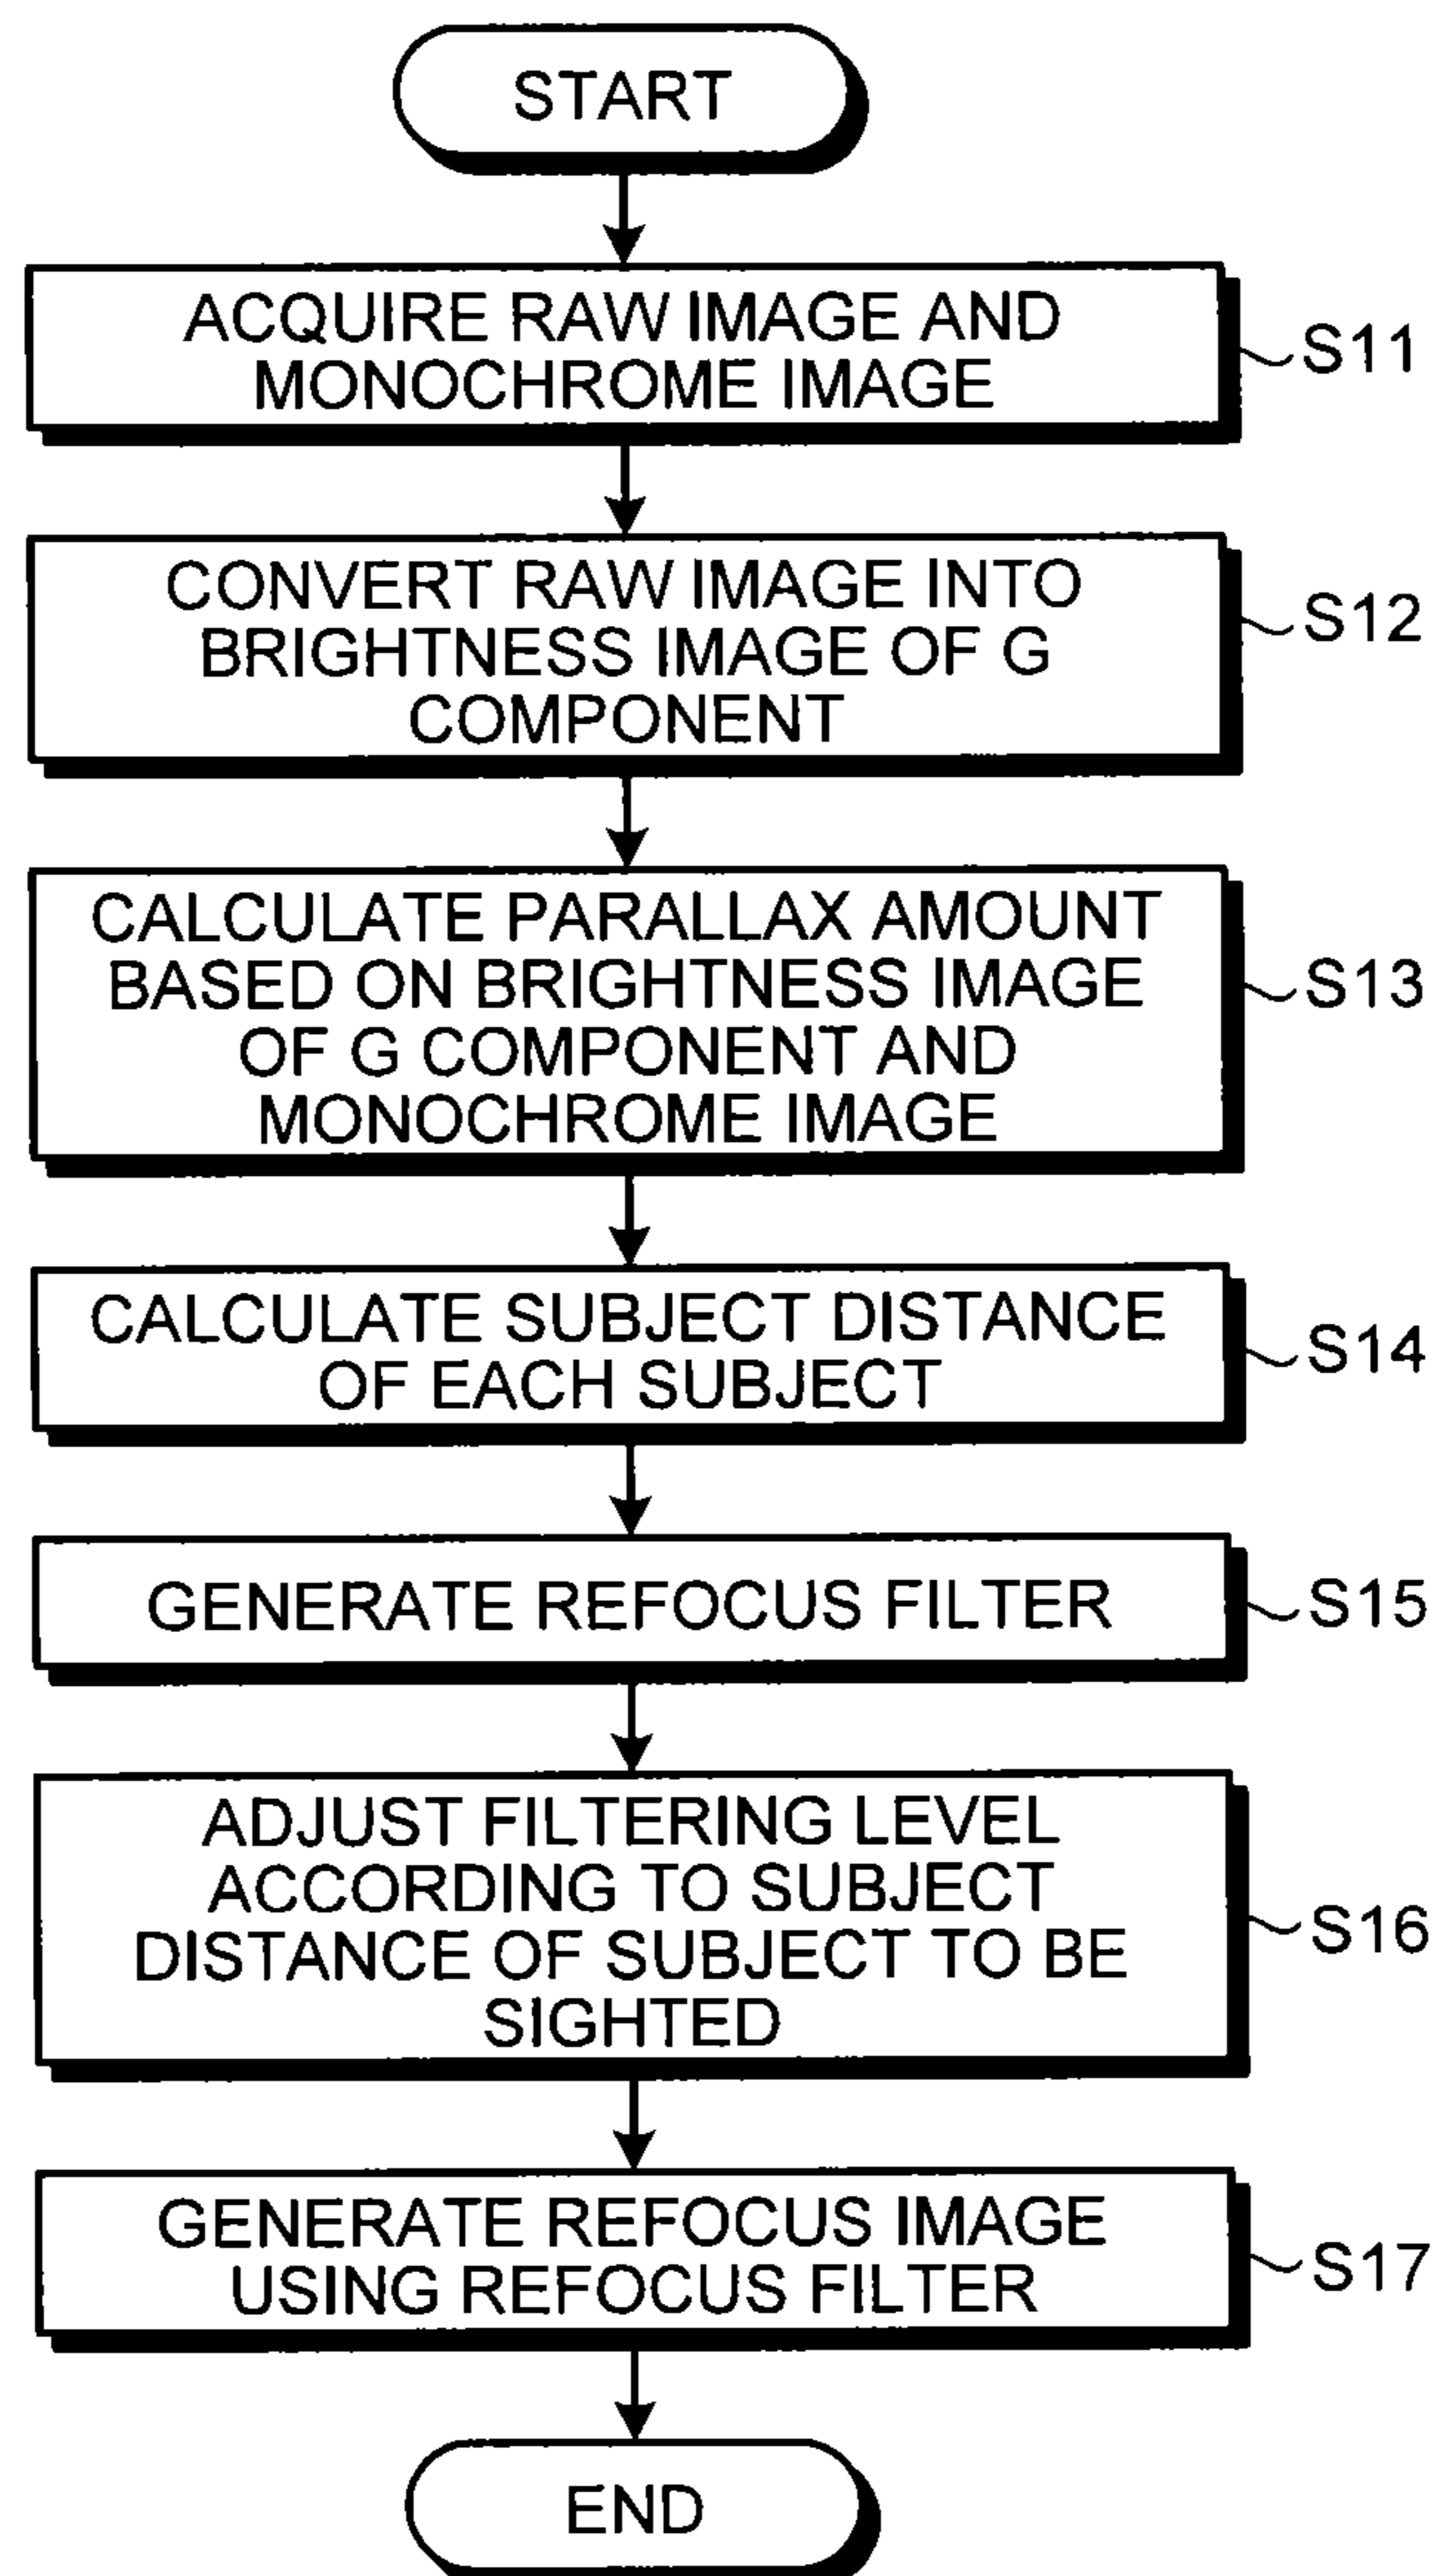 START
ACQUIRE RAW IMAGE AND
MONOCHROME IMAGE
S11
CONVERT RAW IMAGE INTO
BRIGHTNESS IMAGE OF G
COMPONENT
S12
CALCULATE PARALLAX AMOUNT
BASED ON BRIGHTNESS IMAGE
OF G COMPONENT AND
MONOCHROME IMAGE
S13
CALCULATE SUBJECT DISTANCE
OF EACH SUBJECT
S14
GENERATE REFOCUS FILTER
S15
ADJUST FILTERING LEVEL
ACCORDING TO SUBJECT
DISTANCE OF SUBJECT TO BE
SIGHTED
S16
GENERATE REFOCUS IMAGE
USING REFOCUS FILTER
S17
END